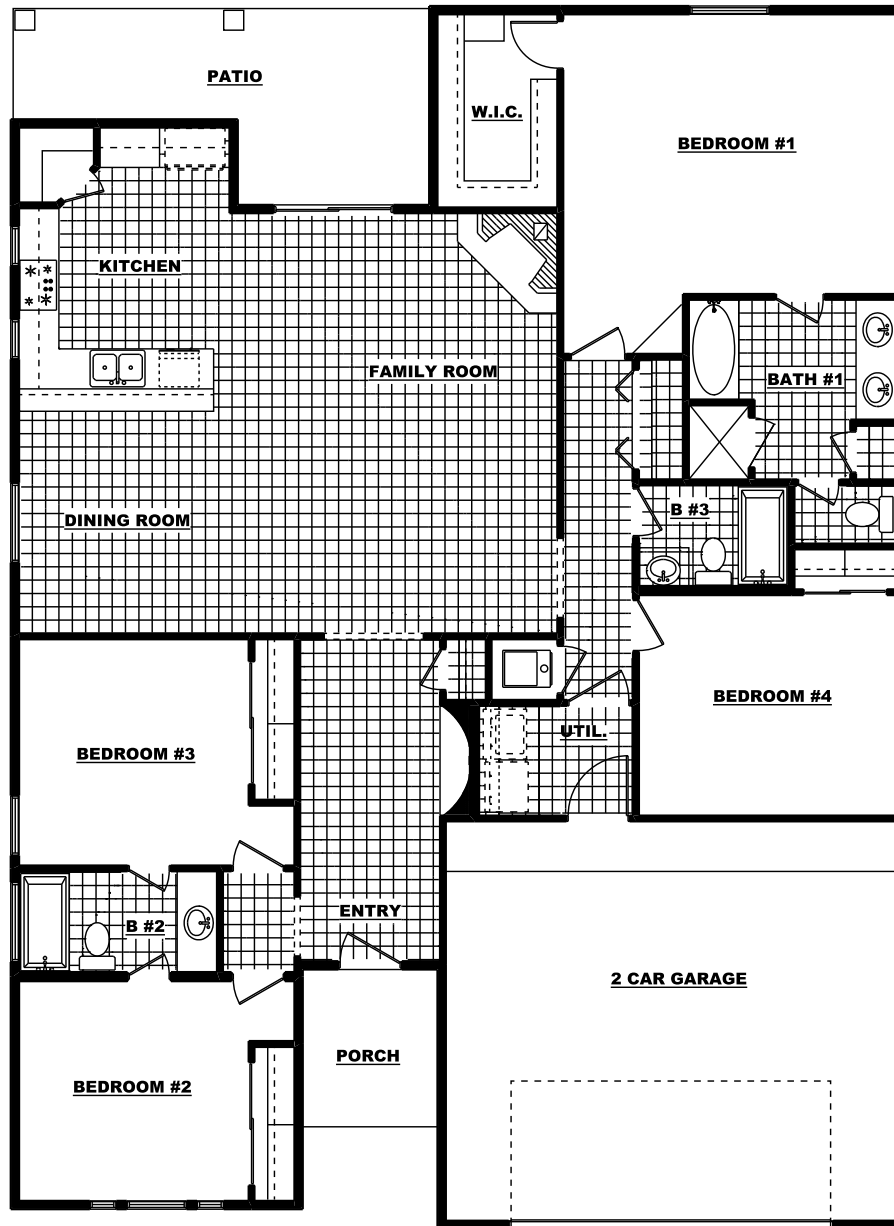 PATIO
W.I.C.
BEDROOM #1
KITCHEN
FAMILY ROOM
BATH #1
DINING ROOM
B #3
BEDROOM #4
UTIL.
BEDROOM #3
ENTRY
B #2
2 CAR GARAGE
PORCH
BEDROOM #2